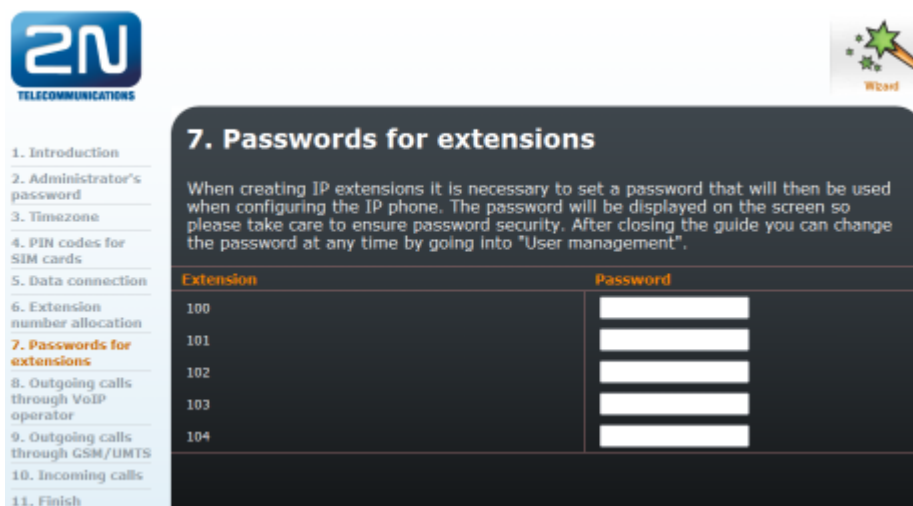 2N
TELECOMMUNICATIONS
Wizard
1. Introduction
2. Administrator's
password
3. Timezone
4. PIN codes for
SIM cards
5. Data connection
6. Extension
number allocation
7. Passwords for
extensions
8. Outgoing calls
through VoIP
operator
9. Outgoing calls
through GSM/UMTS
10. Incoming calls
11. Finish
7. Passwords for extensions
When creating IP extensions it is necessary to set a password that will then be used
when configuring the IP phone. The password will be displayed on the screen so
please take care to ensure password security. After closing the guide you can change
the password at any time by going into "User management".
Extension Password
100
101
102
103
104